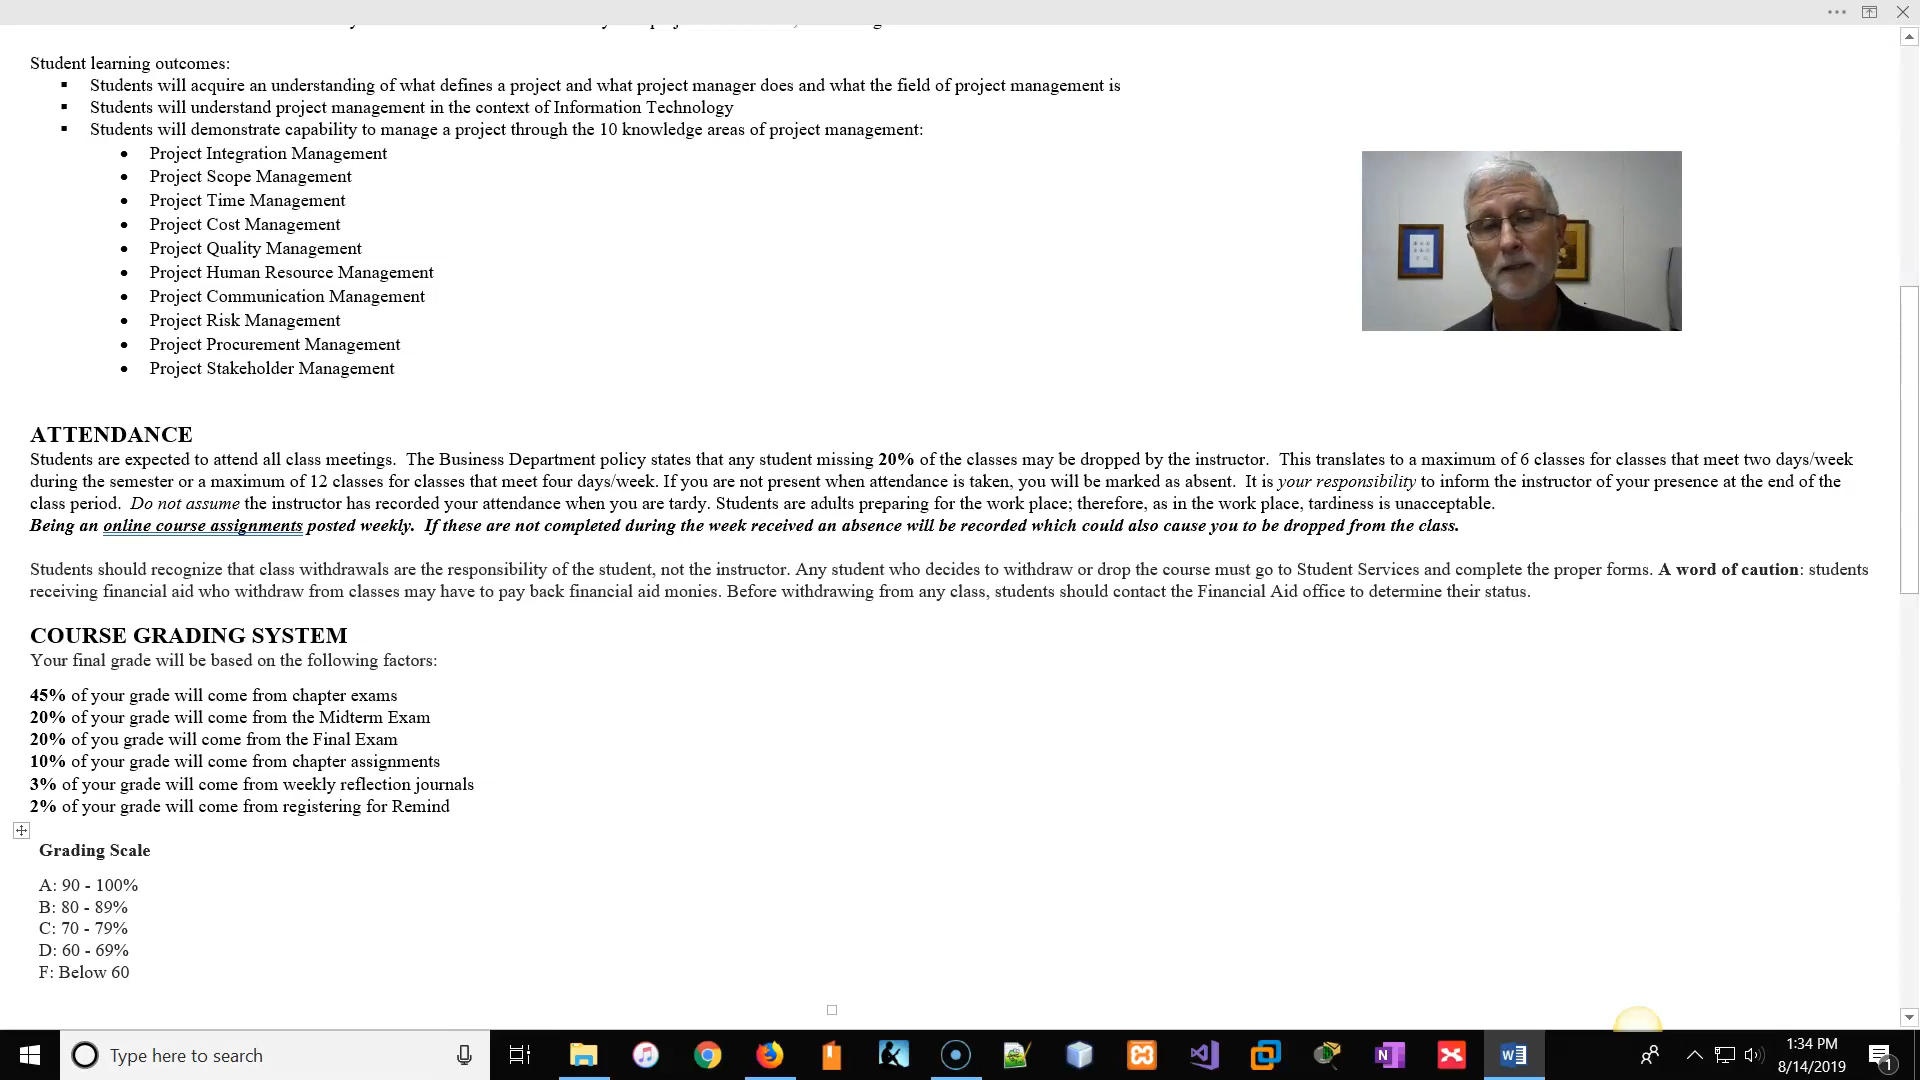 Student learning outcomes:
▪ Students will acquire an understanding of what defines a project and what project manager does and what the field of project management is
▪ Students will understand project management in the context of Information Technology
▪ Students will demonstrate capability to manage a project through the 10 knowledge areas of project management:
• Project Integration Management
• Project Scope Management
• Project Time Management
• Project Cost Management
• Project Quality Management
• Project Human Resource Management
• Project Communication Management
• Project Risk Management
• Project Procurement Management
• Project Stakeholder Management
ATTENDANCE
Students are expected to attend all class meetings.  The Business Department policy states that any student missing 20% of the classes may be dropped by the instructor.  This translates to a maximum of 6 classes for classes that meet two days/week
during the semester or a maximum of 12 classes for classes that meet four days/week. If you are not present when attendance is taken, you will be marked as absent.  It is your responsibility to inform the instructor of your presence at the end of the
class period.  Do not assume the instructor has recorded your attendance when you are tardy. Students are adults preparing for the work place; therefore, as in the work place, tardiness is unacceptable.
Being an online course assignments posted weekly.  If these are not completed during the week received an absence will be recorded which could also cause you to be dropped from the class.
Students should recognize that class withdrawals are the responsibility of the student, not the instructor. Any student who decides to withdraw or drop the course must go to Student Services and complete the proper forms. A word of caution: students
receiving financial aid who withdraw from classes may have to pay back financial aid monies. Before withdrawing from any class, students should contact the Financial Aid office to determine their status.
COURSE GRADING SYSTEM
Your final grade will be based on the following factors:
45% of your grade will come from chapter exams
20% of your grade will come from the Midterm Exam
20% of you grade will come from the Final Exam
10% of your grade will come from chapter assignments
3% of your grade will come from weekly reflection journals
2% of your grade will come from registering for Remind
Grading Scale
A: 90 - 100%
B: 80 - 89%
C: 70 - 79%
D: 60 - 69%
F: Below 60
Type here to search
1:34 PM
8/14/2019
1